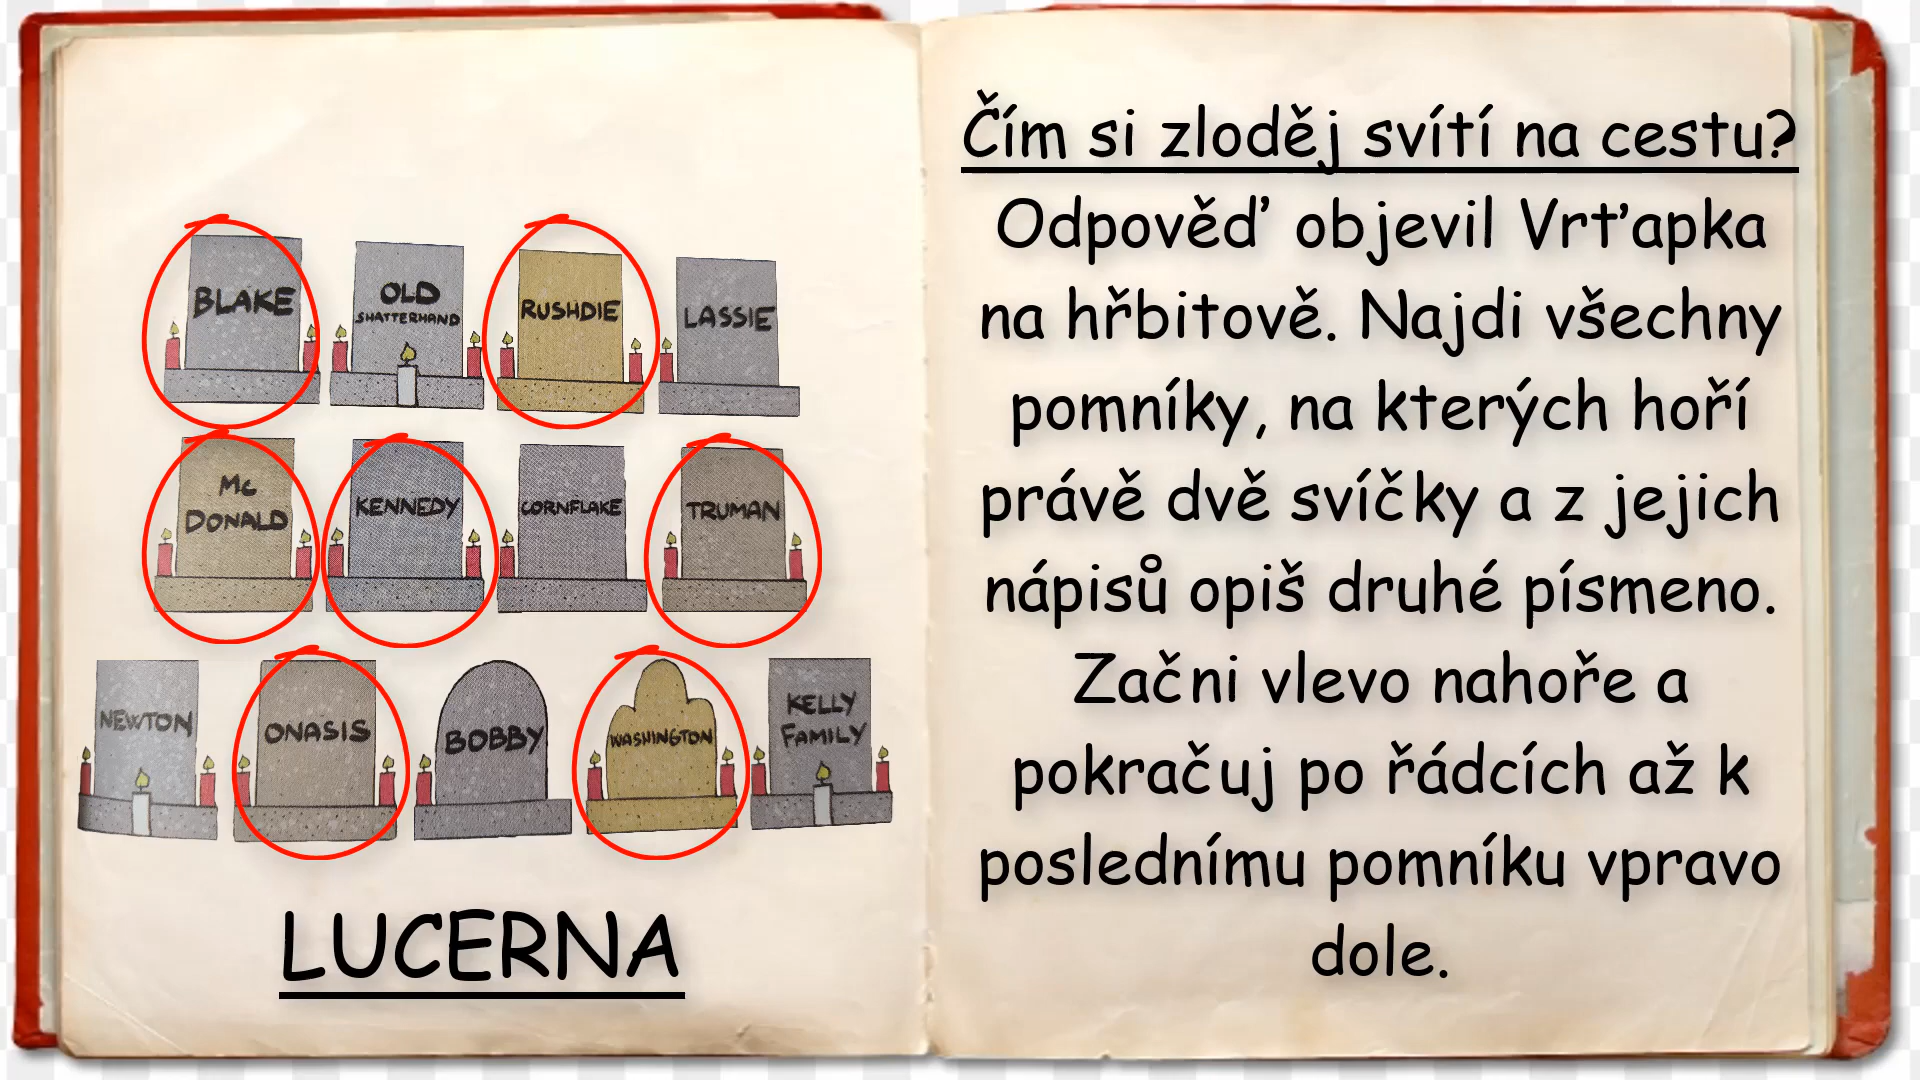 BLAKE
OLD
SHATTERHAND
RUSHDIE
LASSIE
Mc
DONALD
KENNEDY
CORNFLAKE
TRUMAN
NEWTON
ONASIS
BOBBY
WASHINGTON
KELLY
FAMILY
LUCERNA
Čím si zloděj svítí na cestu?
Odpověď objevil Vrťapka
na hřbitově. Najdi všechny
pomníky, na kterých hoří
právě dvě svíčky a z jejich
nápisů opiš druhé písmeno.
Začni vlevo nahoře a
pokračuj po řádcích až k
poslednímu pomníku vpravo
dole.